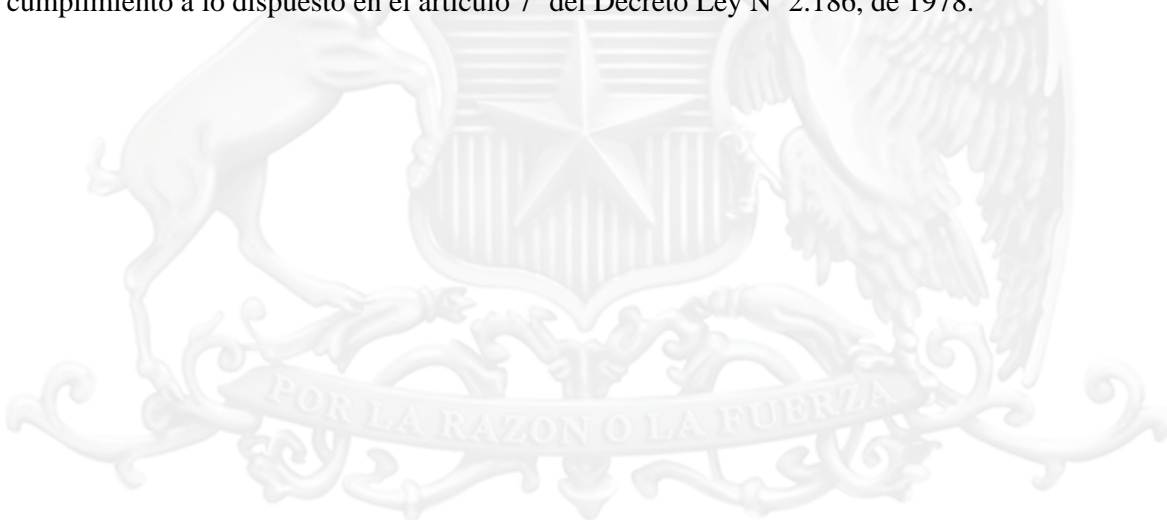 cumplimiento a lo dispuesto en el artículo 7° del Decreto Ley N° 2.186, de 1978.
POR LA RAZON O LA FUERZA